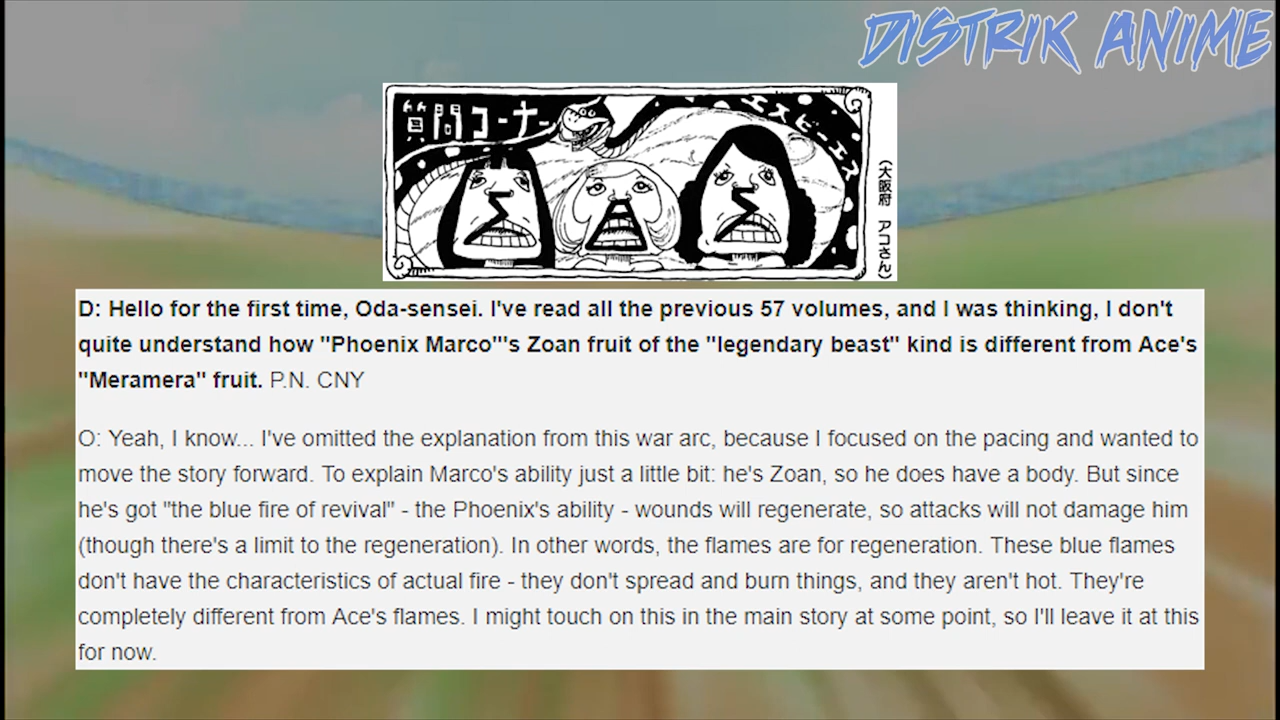 DISTRIK ANIME
質問コーナー
エスビーエス
（大阪府　アコさん）
D: Hello for the first time, Oda-sensei. I've read all the previous 57 volumes, and I was thinking, I don't
quite understand how "Phoenix Marco"'s Zoan fruit of the "legendary beast" kind is different from Ace's
"Meramera" fruit. P.N. CNY
O: Yeah, I know... I've omitted the explanation from this war arc, because I focused on the pacing and wanted to
move the story forward. To explain Marco's ability just a little bit: he's Zoan, so he does have a body. But since
he's got "the blue fire of revival" - the Phoenix's ability - wounds will regenerate, so attacks will not damage him
(though there's a limit to the regeneration). In other words, the flames are for regeneration. These blue flames
don't have the characteristics of actual fire - they don't spread and burn things, and they aren't hot. They're
completely different from Ace's flames. I might touch on this in the main story at some point, so I'll leave it at this
for now.